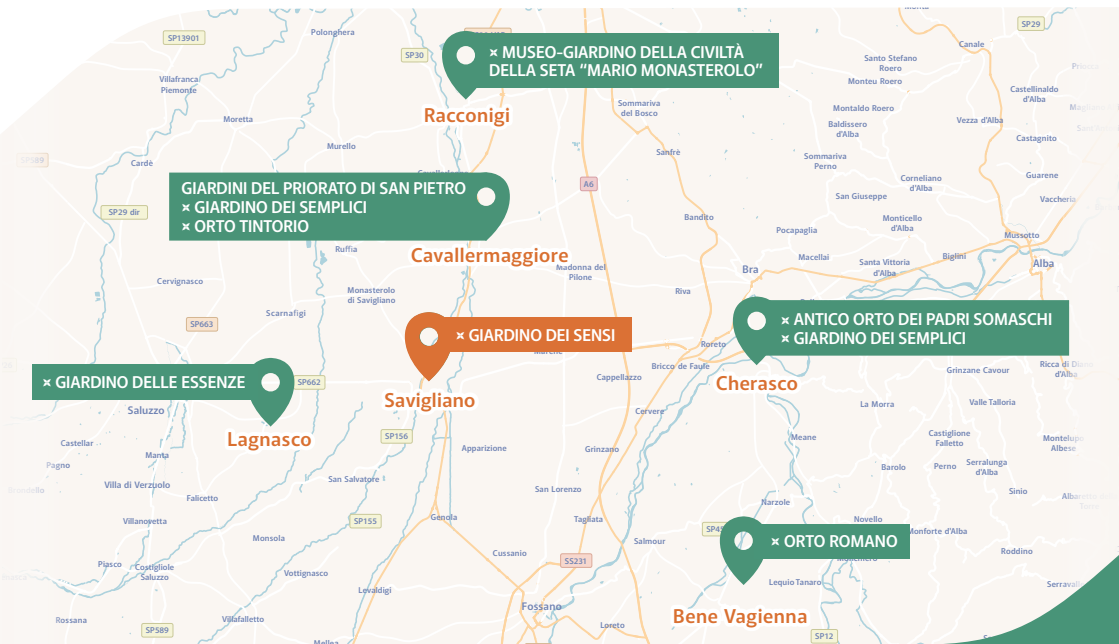 Canale
SP29
SP13901
Polonghera
SP30
× MUSEO-GIARDINO DELLA CIVILTÀ
DELLA SETA “MARIO MONASTEROLO”
Santo Stefano
Roero
Villafranca
Piemonte
Monteu Roero
Castellinaldo
d'Alba
Racconigi
Sommariva
del Bosco
Montaldo Roero
Moretta
Baldissero
d'Alba
Vezza d'Alba
Castagnito
Murello
Sanfrè
Sommariva
Perno
Cardè
SP589
Guarene
Corneliano
d'Alba
A6
GIARDINI DEL PRIORATO DI SAN PIETRO
× GIARDINO DEI SEMPLICI
× ORTO TINTORIO
San Giuseppe
Vaccheria
SP29 dir
Bandito
Monticello
d'Alba
Pocapaglia
Mussotto
Ruffia
Cavallermaggiore
Madonna del
Pilone
Macellai
Biglini
Santa Vittoria
d'Alba
Alba
Bra
Cervignasco
Monasterolo
di Savigliano
Riva
Scarnafigi
SP663
× GIARDINO DEI SENSI
× ANTICO ORTO DEI PADRI SOMASCHI
× GIARDINO DEI SEMPLICI
Roreto
Bricco de Faule
Cappellazzo
Cherasco
Grinzane Cavour
× GIARDINO DELLE ESSENZE
SP662
Savigliano
Saluzzo
Cervere
La Morra
Valle Talloria
Lagnasco
SP156
Castellar
Manta
Pagno
Apparizione
Grinzano
Meane
Castiglione
Falletto
Barolo
Perno
Serralunga
d'Alba
Villa di Verzuolo
San Salvatore
Falicetto
San Lorenzo
Sinio
Narzole
Villanovetta
SP155
Genola
Tagliata
Novello
Monforte d'Alba
× ORTO ROMANO
Monsola
Salmour
Cussanio
SS231
Roddino
Piasco
Costigliole
Saluzzo
Vottignasco
Lequio Tanaro
Levaldigi
Fossano
Bene Vagienna
Rossana
Villafalletto
SP589
Loreto
SP12